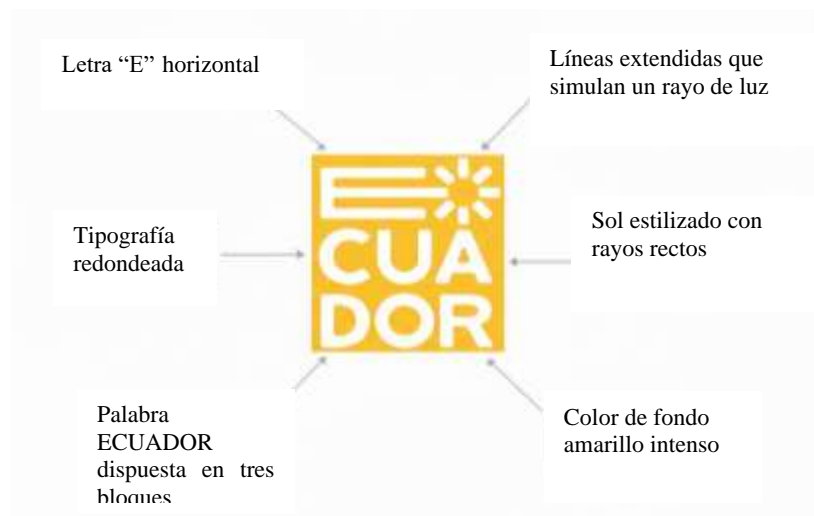 Letra “E” horizontal
Líneas extendidas que
simulan un rayo de luz
Tipografía
redondeada
E
CUA
DOR
Sol estilizado con
rayos rectos
Palabra
ECUADOR
dispuesta en tres
bloques
Color de fondo
amarillo intenso